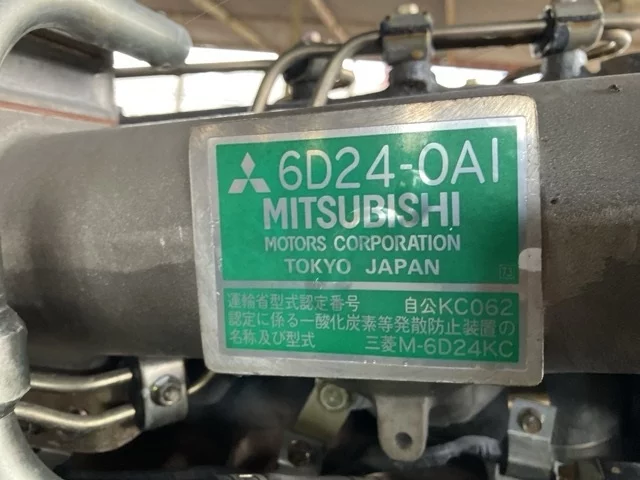 6D24-0A1
MITSUBISHI
MOTORS CORPORATION
TOKYO JAPAN
運輸省型式認定番号 自公KC062
認定に係る一酸化炭素等発散防止装置の
名称及び型式 三菱M-6D24KC